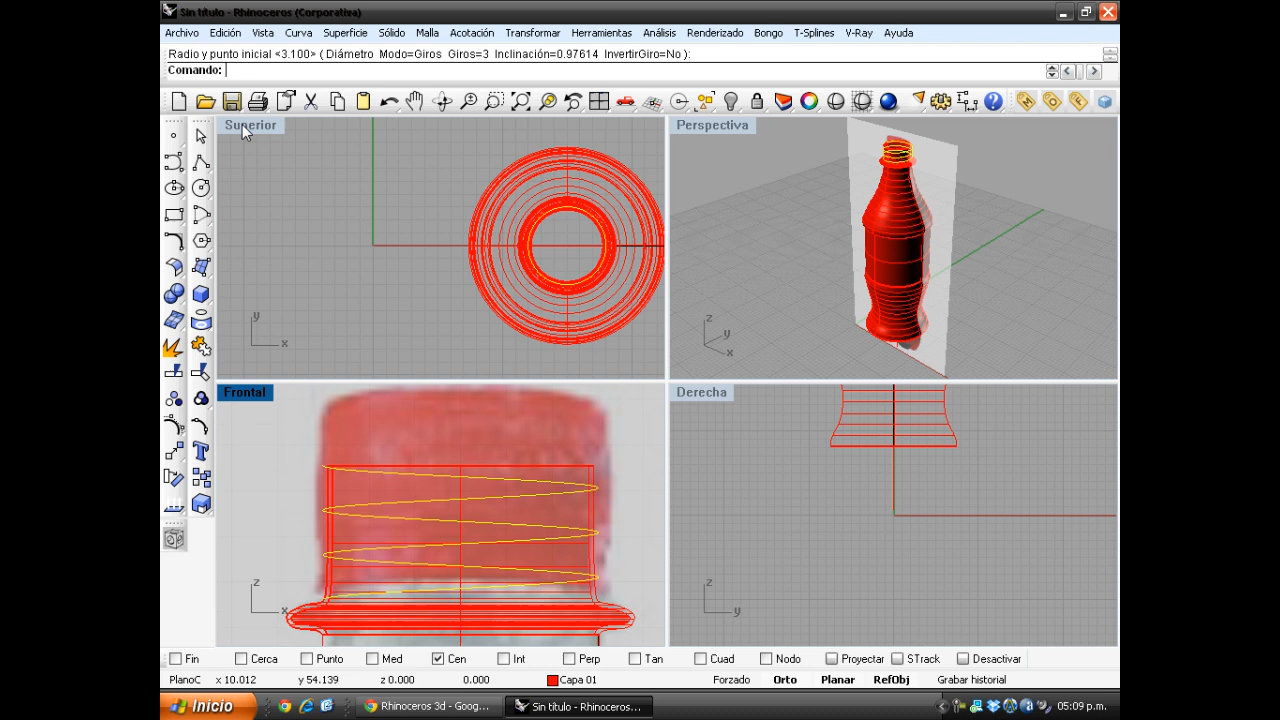 Sin título - Rhinoceros (Corporativa)
Archivo Edición Vista Curva Superficie Sólido Malla Acotación Transformar Herramientas Análisis Renderizado Bongo T-Splines V-Ray Ayuda
Radio y punto inicial <3.100> ( Diámetro Modo=Giros Giros=3 Inclinación=0.97614 InvertirGiro=No ):
Comando:
Superior
Perspectiva
y
x
z
y
x
Frontal
Derecha
z
x
z
y
Fin Cerca Punto Med Cen Int Perp Tan Cuad Nodo Proyectar STrack Desactivar
PlanoC x 10.012 y 54.139 z 0.000 0.000 Capa 01 Forzado Orto Planar RefObj Grabar historial
Inicio Rhinoceros 3d - Goog... Sin título - Rhinoceros... 05:09 p.m.